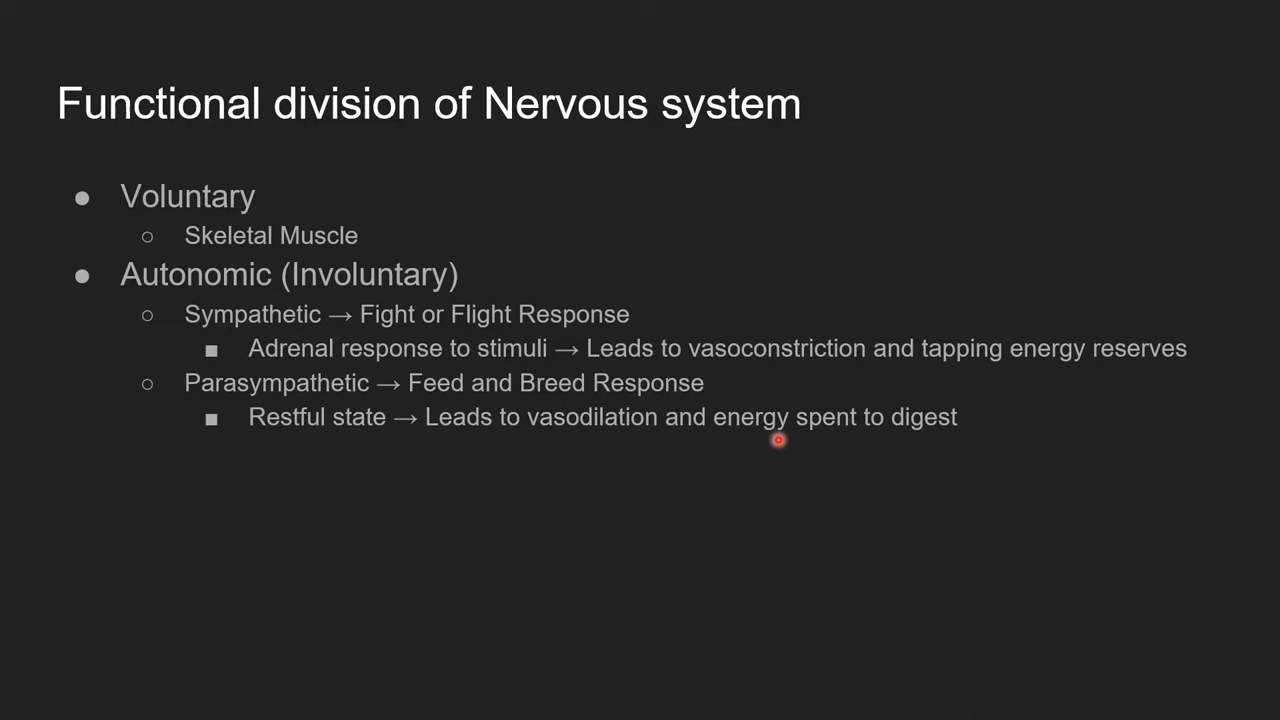 Functional division of Nervous system
● Voluntary
○ Skeletal Muscle
● Autonomic (Involuntary)
○ Sympathetic → Fight or Flight Response
■ Adrenal response to stimuli → Leads to vasoconstriction and tapping energy reserves
○ Parasympathetic → Feed and Breed Response
■ Restful state → Leads to vasodilation and energy spent to digest